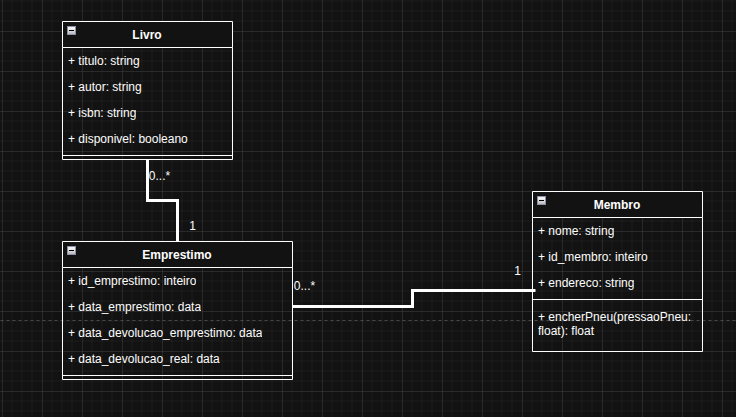 Livro
+ titulo: string
+ autor: string
+ isbn: string
+ disponivel: booleano
0...*
1
Emprestimo
+ id_emprestimo: inteiro
+ data_emprestimo: data
+ data_devolucao_emprestimo: data
+ data_devolucao_real: data
0...*
1
Membro
+ nome: string
+ id_membro: inteiro
+ endereco: string
+ encherPneu(pressaoPneu:
float): float